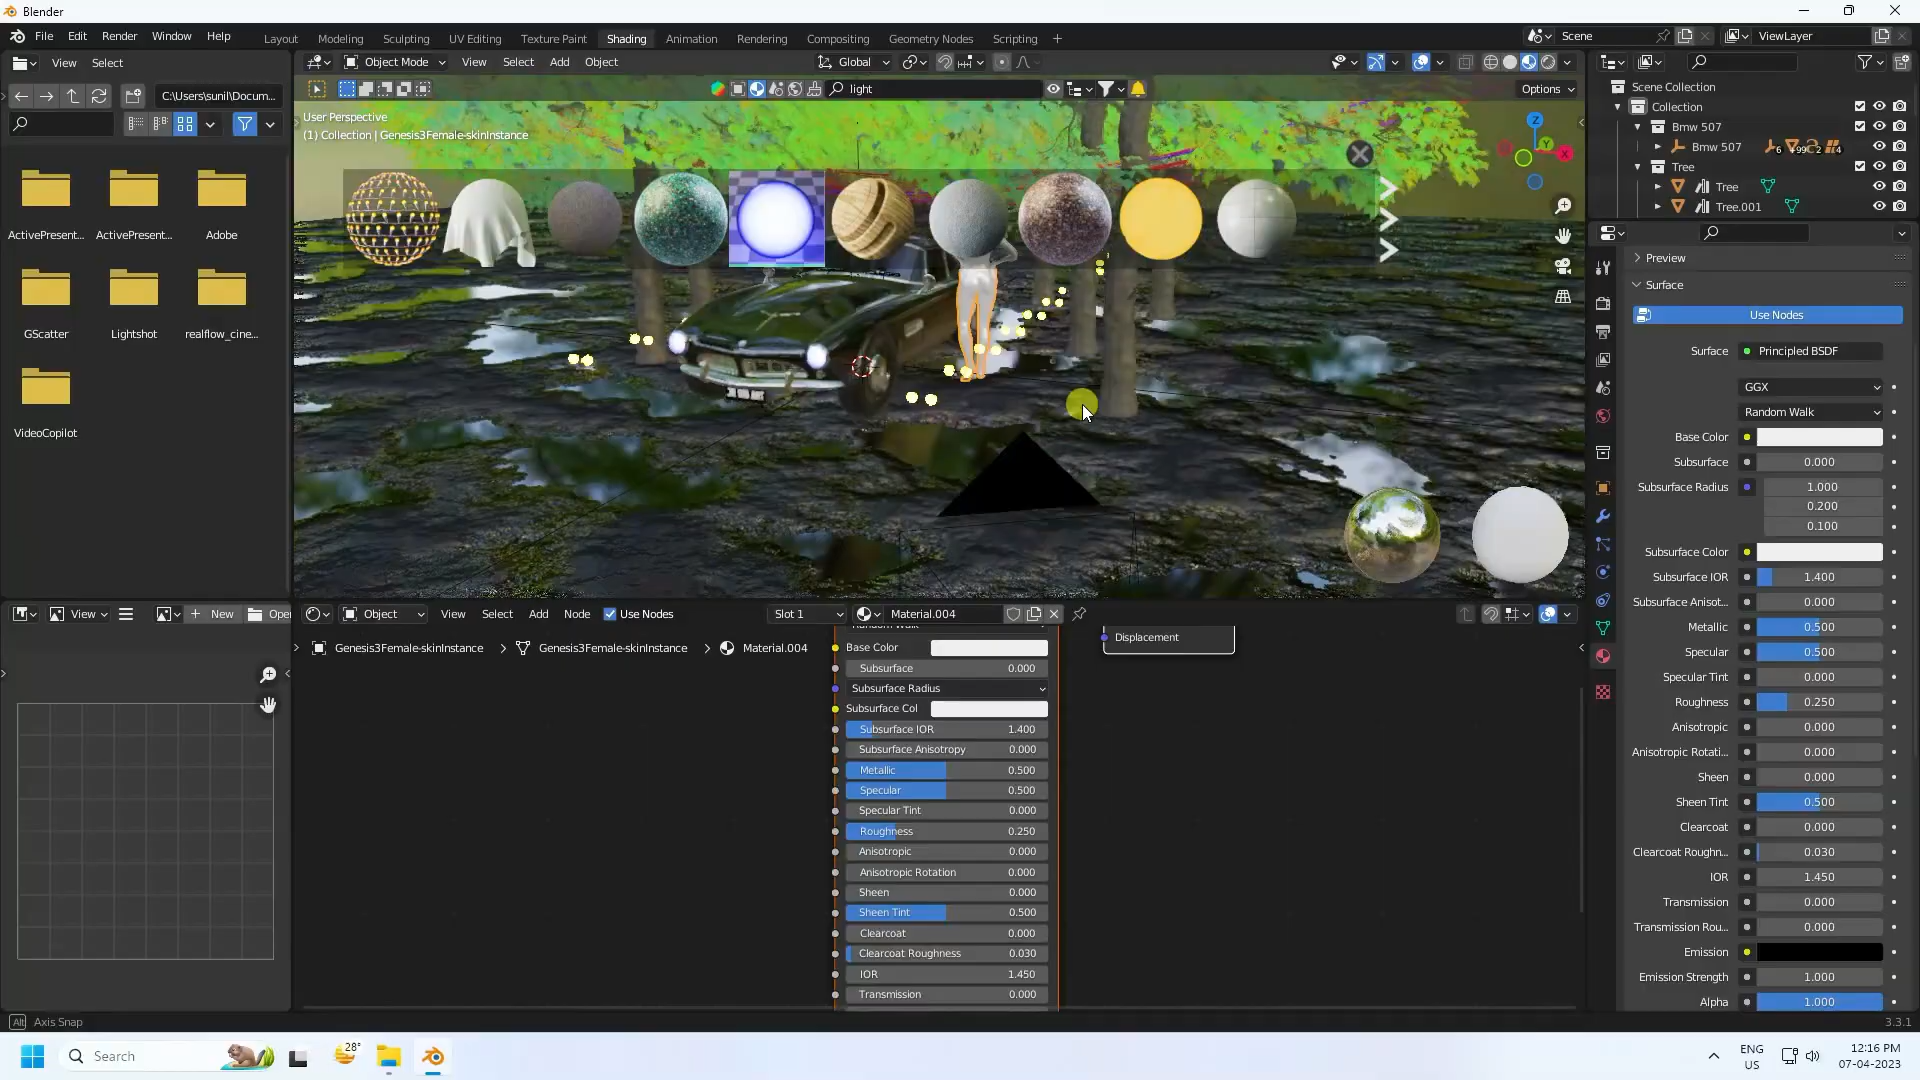 Blender
File Edit Render Window Help
Layout Modeling Sculpting UV Editing Texture Paint Shading Animation Rendering Compositing Geometry Nodes Scripting
Scene
ViewLayer
View Select
Object Mode View Select Add Object
Global
C:\Users\sunil\Docum...
light
Options
User Perspective
(1) Collection | Genesis3Female-skinInstance
Z
Y
X
ActivePresent... ActivePresent... Adobe
GScatter Lightshot realflow_cine...
VideoCopilot
Scene Collection
Collection
Bmw 507
Bmw 507
6 +99 2 4
Tree
Tree
Tree.001
Preview
Surface
Use Nodes
Surface Principled BSDF
GGX
Random Walk
Base Color
Subsurface 0.000
Subsurface Radius 1.000
0.200
0.100
Subsurface Color
Subsurface IOR 1.400
Subsurface Anisot... 0.000
Metallic 0.500
Specular 0.500
Specular Tint 0.000
Roughness 0.250
Anisotropic 0.000
Anisotropic Rotati... 0.000
Sheen 0.000
Sheen Tint 0.500
Clearcoat 0.000
Clearcoat Roughn... 0.030
IOR 1.450
Transmission 0.000
Transmission Rou... 0.000
Emission
Emission Strength 1.000
Alpha 1.000
View New Open
Object View Select Add Node Use Nodes
Slot 1 Material.004
Genesis3Female-skinInstance > Genesis3Female-skinInstance > Material.004
Displacement
Base Color
Subsurface 0.000
Subsurface Radius
Subsurface Col
Subsurface IOR 1.400
Subsurface Anisotropy 0.000
Metallic 0.500
Specular 0.500
Specular Tint 0.000
Roughness 0.250
Anisotropic 0.000
Anisotropic Rotation 0.000
Sheen 0.000
Sheen Tint 0.500
Clearcoat 0.000
Clearcoat Roughness 0.030
IOR 1.450
Transmission 0.000
Alt Axis Snap
3.3.1
Search
28°
ENG
US
12:16 PM
07-04-2023